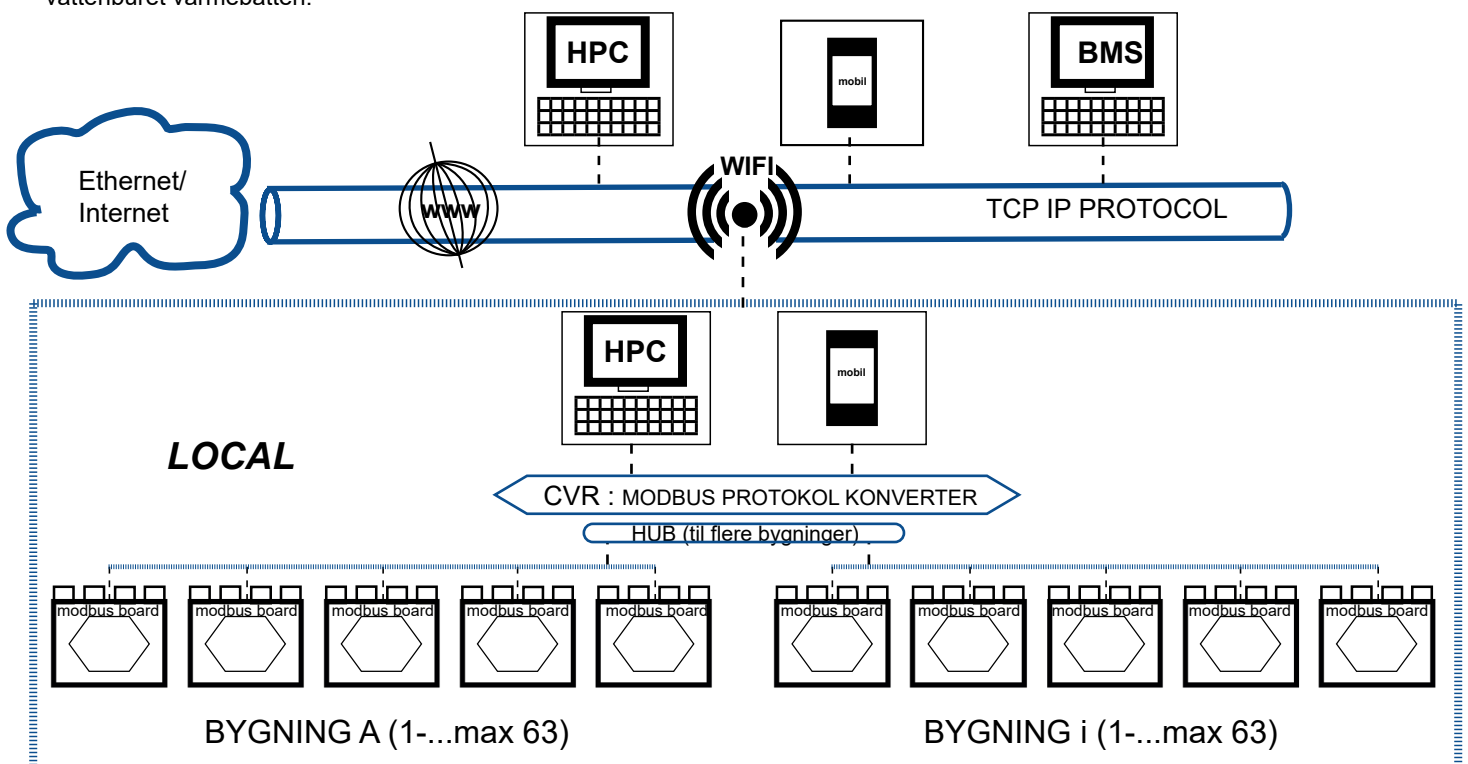 vattenburet värmebatteri.
HPC
mobil
BMS
WIFI
Ethernet/
Internet
WWW
TCP IP PROTOCOL
HPC
mobil
LOCAL
CVR : MODBUS PROTOKOL KONVERTER
HUB (til flere bygninger)
modbus board
modbus board
modbus board
modbus board
modbus board
modbus board
modbus board
modbus board
modbus board
modbus board
BYGNING A (1-...max 63)
BYGNING i (1-...max 63)